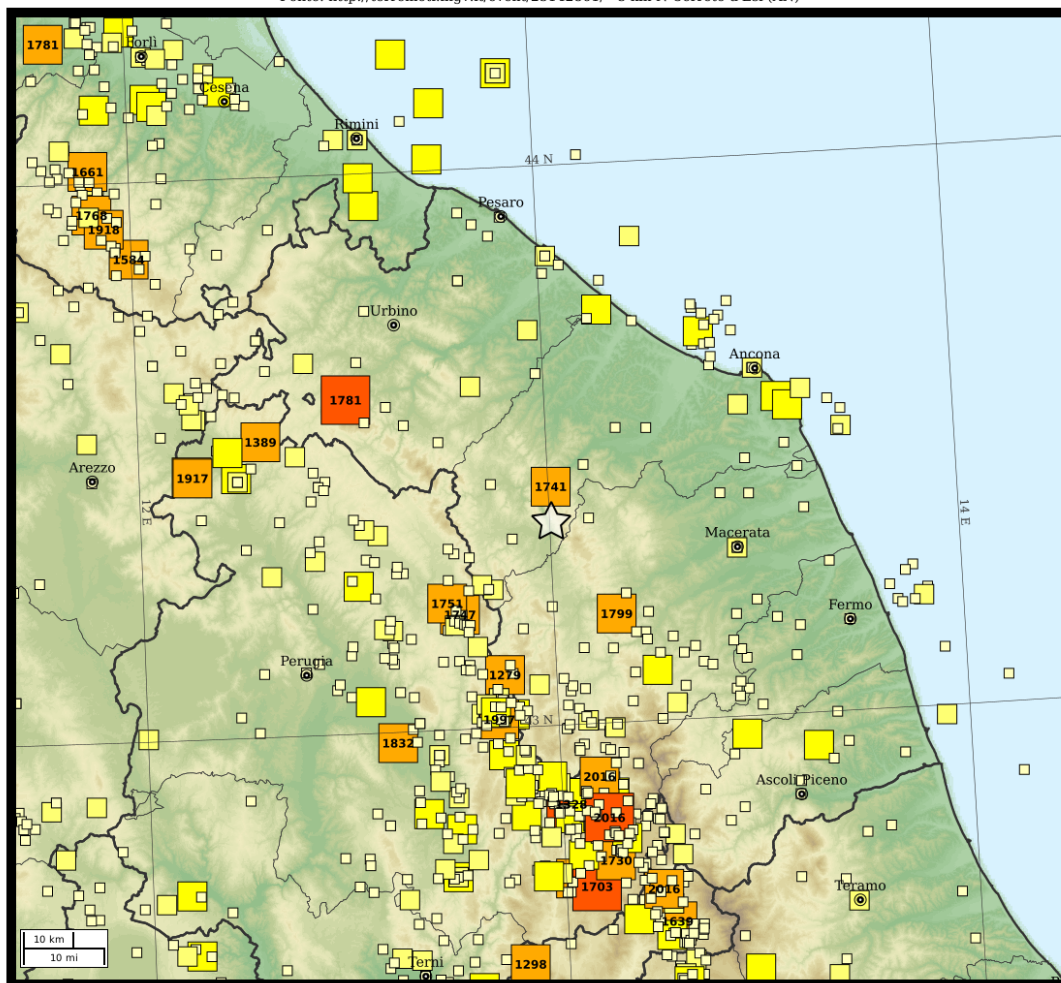 1781
Forlì
Cesena
Rimini
44 N
1661
Pesaro
1768
1918
1584
Urbino
Ancona
1781
1389
Arezzo
1917
1741
12 E
14 E
Macerata
1751
1747
1799
Fermo
Perugia
1279
1997
43 N
1832
2016
Ascoli Piceno
1328
2016
1730
1703
2016
Teramo
1639
10 km
10 mi
Terni
1298